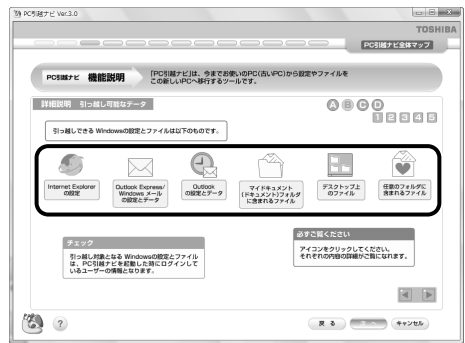 PC引越ナビ Ver.3.0
TOSHIBA
PC引越ナビ全体マップ
PC引越ナビ 機能説明
「PC引越ナビ」は、今までお使いのPC(古いPC)から設定やファイルを
この新しいPCへ移行するツールです。
詳細説明 引っ越し可能なデータ
A B C D
1 2 3 4 5
引っ越しできる Windowsの設定とファイルは以下のものです。
Internet Explorer
の設定
Outlook Express/
Windows メール
の設定とデータ
Outlook
の設定とデータ
マイドキュメント
(ドキュメント)フォルダ
に含まれるファイル
デスクトップ上
のファイル
任意のフォルダに
含まれるファイル
チェック
引っ越し対象となる Windowsの設定とファイル
は、PC引越ナビを起動した時にログインして
いるユーザーの情報となります。
必ずご覧ください
アイコンをクリックしてください。
それぞれの内容の詳細がご覧になれます。
?
戻 る
次 へ
キャンセル